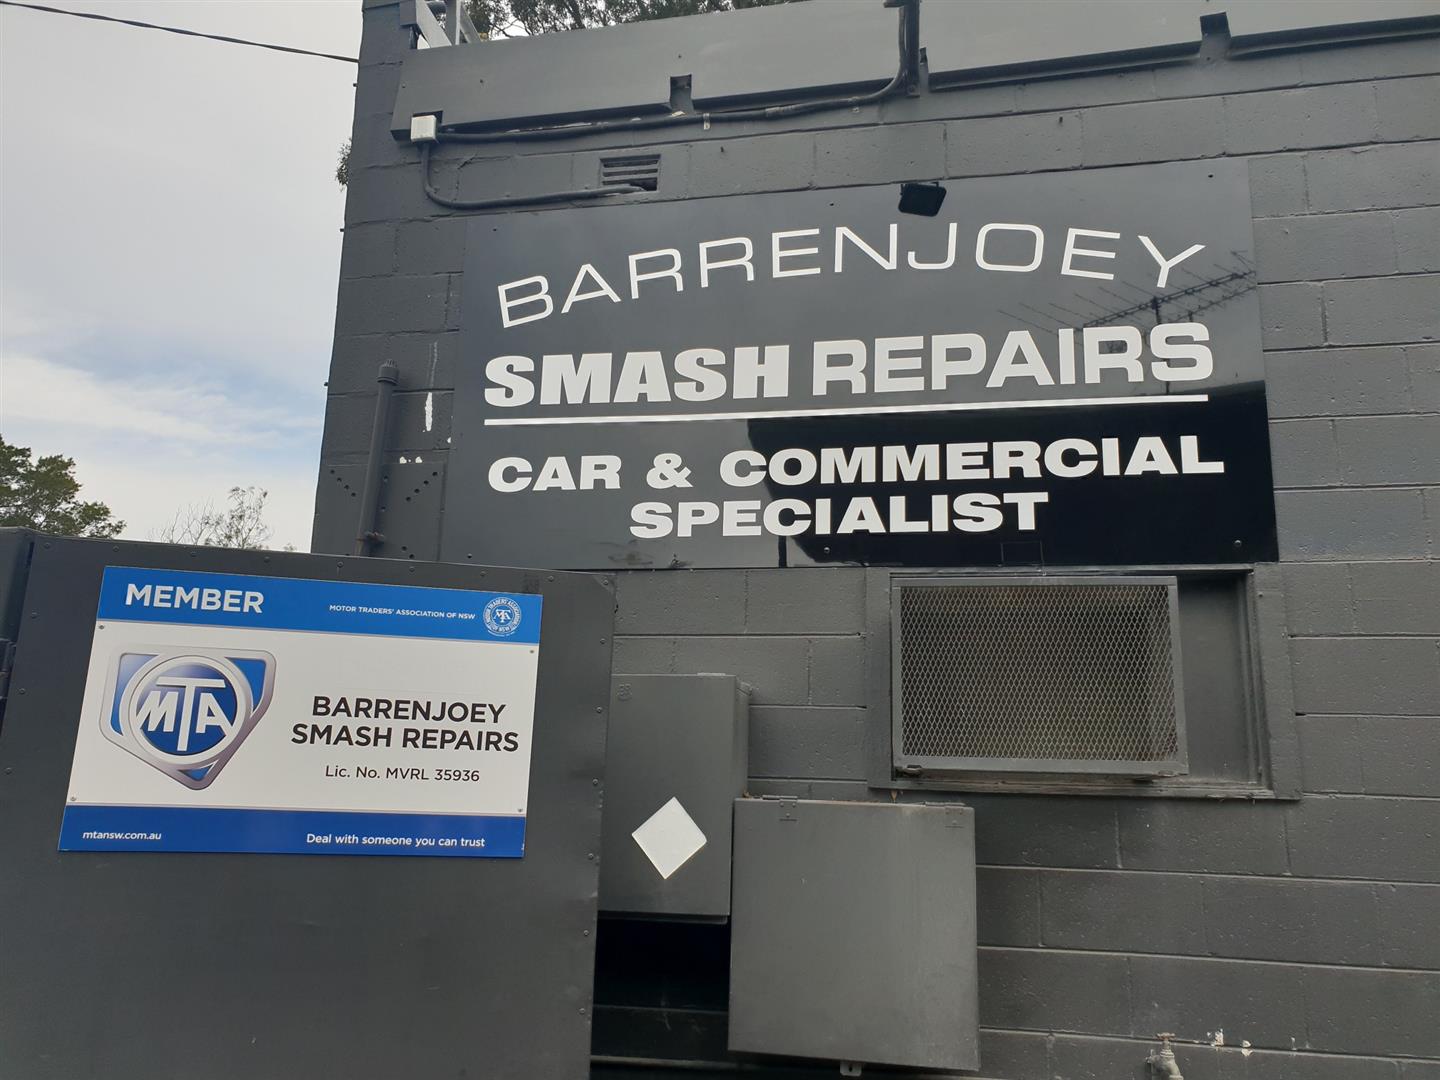 BARRENJOEY
SMASH REPAIRS
CAR & COMMERCIAL
SPECIALIST
MEMBER
MOTOR TRADERS' ASSOCIATION OF NSW
MTA
BARRENJOEY
SMASH REPAIRS
Lic. No. MVRL 35936
mtansw.com.au
Deal with someone you can trust